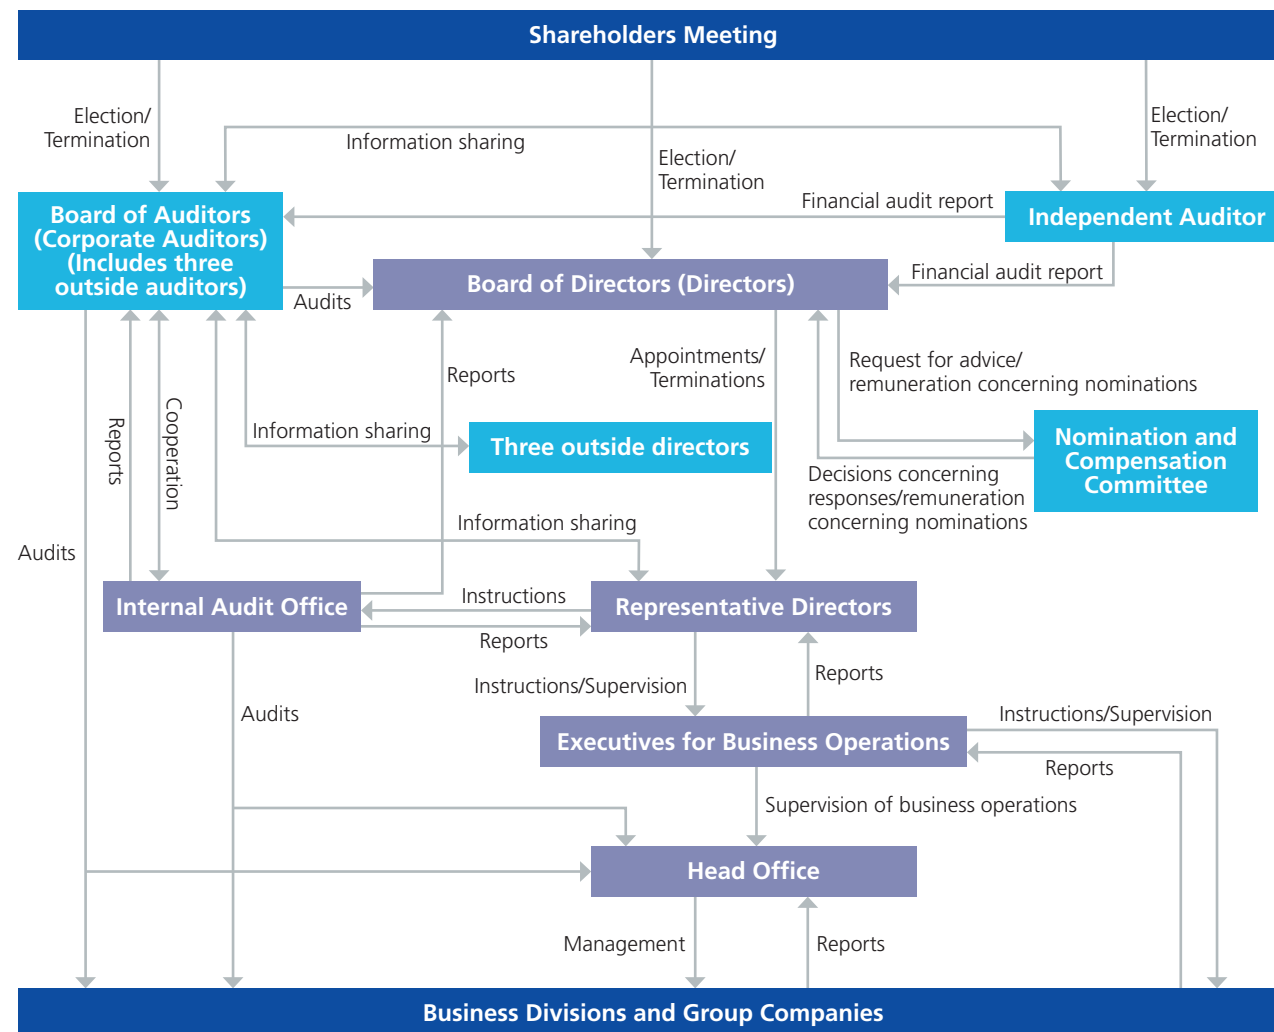 Shareholders Meeting
Election/
Termination
Information sharing
Election/
Termination
Election/
Termination
Board of Auditors
(Corporate Auditors)
(Includes three
outside auditors)
Financial audit report
Independent Auditor
Board of Directors (Directors)
Financial audit report
Audits
Reports
Appointments/
Terminations
Request for advice/
remuneration concerning nominations
Reports
Cooperation
Information sharing
Three outside directors
Nomination and
Compensation
Committee
Decisions concerning
responses/remuneration
concerning nominations
Information sharing
Audits
Internal Audit Office
Instructions
Representative Directors
Reports
Instructions/Supervision
Reports
Audits
Executives for Business Operations
Instructions/Supervision
Reports
Supervision of business operations
Head Office
Management
Reports
Business Divisions and Group Companies